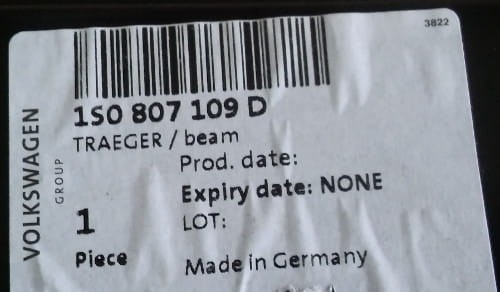 3822
1S0 807 109 D
TRAEGER / beam
Prod. date:
Expiry date: NONE
1
LOT:
Piece
Made in Germany
VOLKSWAGEN
GROUP